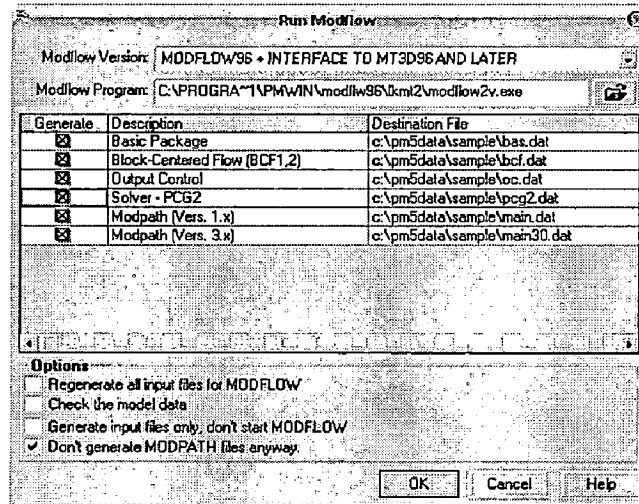 Run Modflow
Modflow Version: MODFLOW96 + INTERFACE TO MT3D96 AND LATER
Modflow Program: C:\PROGRA~1\PMWIN\modflw96\lkmt2\modflow2v.exe
Generate Description Destination File
Basic Package c:\pm5data\sample\bas.dat
Block-Centered Flow (BCF1,2) c:\pm5data\sample\bcf.dat
Output Control c:\pm5data\sample\oc.dat
Solver - PCG2 c:\pm5data\sample\pcg2.dat
Modpath (Vers. 1.x) c:\pm5data\sample\main.dat
Modpath (Vers. 3.x) c:\pm5data\sample\main30.dat
Options
Regenerate all input files for MODFLOW
Check the model data
Generate input files only, don't start MODFLOW
Don't generate MODPATH files anyway.
OK Cancel Help